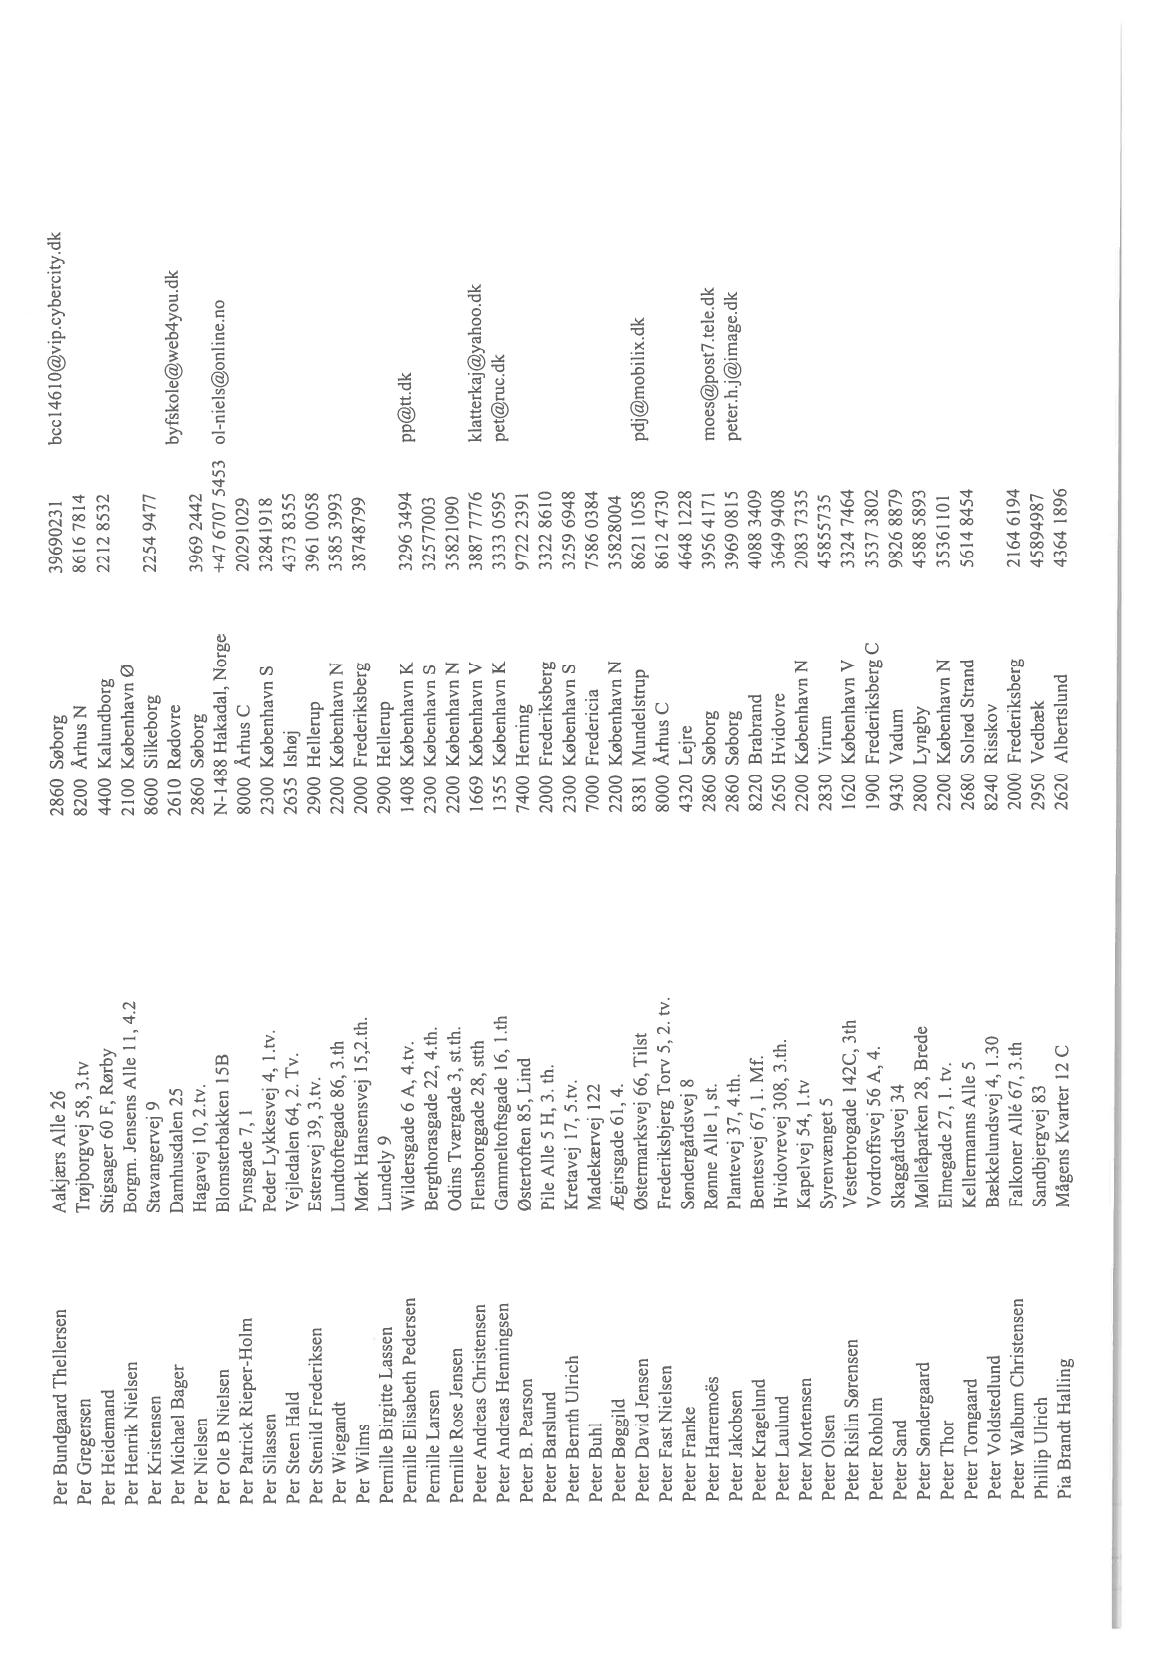 Per Bundgaard Thellersen Aakjærs Alle 26 2860 Søborg 39690231 bcc14610@vip.cybercity.dk
Per Gregersen Trøjborgvej 58, 3.tv 8200 Århus N 8616 7814
Per Heidemand Stigsager 60 F, Rørby 4400 Kalundborg 2212 8532
Per Henrik Nielsen Borgm. Jensens Alle 11, 4.2 2100 København Ø
Per Kristensen Stavangervej 9 8600 Silkeborg 2254 9477
Per Michael Bager Damhusdalen 25 2610 Rødovre byfskole@web4you.dk
Per Nielsen Hagavej 10, 2.tv. 2860 Søborg 3969 2442
Per Ole B Nielsen Blomsterbakken 15B N-1488 Hakadal, Norge +47 6707 5453 ol-niels@online.no
Per Patrick Rieper-Holm Fynsgade 7, 1 8000 Århus C 20291029
Per Silassen Peder Lykkesvej 4, 1.tv. 2300 København S 32841918
Per Steen Hald Vejledalen 64, 2. Tv. 2635 Ishøj 4373 8355
Per Stenild Frederiksen Estersvej 39, 3.tv. 2900 Hellerup 3961 0058
Per Wiegandt Lundtoftegade 86, 3.th 2200 København N 3585 3993
Per Wilms Mørk Hansensvej 15,2.th. 2000 Frederiksberg 38748799
Pernille Birgitte Lassen Lundely 9 2900 Hellerup
Pernille Elisabeth Pedersen Wildersgade 6 A, 4.tv. 1408 København K 3296 3494 pp@tt.dk
Pernille Larsen Bergthorasgade 22, 4.th. 2300 København S 32577003
Pernille Rose Jensen Odins Tværgade 3, st.th. 2200 København N 35821090
Peter Andreas Christensen Flensborggade 28, stth 1669 København V 3887 7776 klatterkaj@yahoo.dk
Peter Andreas Henningsen Gammeltoftsgade 16, 1.th 1355 København K 3333 0595 pet@ruc.dk
Peter B. Pearson Østertoften 85, Lind 7400 Herning 9722 2391
Peter Barslund Pile Alle 5 H, 3. th. 2000 Frederiksberg 3322 8610
Peter Bernth Ulrich Kretavej 17, 5.tv. 2300 København S 3259 6948
Peter Buhl Madekærvej 122 7000 Fredericia 7586 0384
Peter Bøggild Ægirsgade 61, 4. 2200 København N 35828004
Peter David Jensen Østermarksvej 66, Tilst 8381 Mundelstrup 8621 1058 pdj@mobilix.dk
Peter Fast Nielsen Frederiksbjerg Torv 5, 2. tv. 8000 Århus C 8612 4730
Peter Franke Søndergårdsvej 8 4320 Lejre 4648 1228
Peter Harremoës Rønne Alle 1, st. 2860 Søborg 3956 4171 moes@post7.tele.dk
Peter Jakobsen Plantevej 37, 4.th. 2860 Søborg 3969 0815 peter.h.j@image.dk
Peter Kragelund Bentesvej 67, 1. Mf. 8220 Brabrand 4088 3409
Peter Laulund Hvidovrevej 308, 3.th. 2650 Hvidovre 3649 9408
Peter Mortensen Kapelvej 54, 1.tv 2200 København N 2083 7335
Peter Olsen Syrenvænget 5 2830 Virum 45855735
Peter Rislin Sørensen Vesterbrogade 142C, 3th 1620 København V 3324 7464
Peter Roholm Vordroffsvej 56 A, 4. 1900 Frederiksberg C 3537 3802
Peter Sand Skaggårdsvej 34 9430 Vadum 9826 8879
Peter Søndergaard Mølleåparken 28, Brede 2800 Lyngby 4588 5893
Peter Thor Elmegade 27, 1. tv. 2200 København N 35361101
Peter Torngaard Kellermanns Alle 5 2680 Solrød Strand 5614 8454
Peter Voldstedlund Bækkelundsvej 4, 1.30 8240 Risskov
Peter Walbum Christensen Falkoner Allé 67, 3.th 2000 Frederiksberg 2164 6194
Phillip Ulrich Sandbjergvej 83 2950 Vedbæk 45894987
Pia Brandt Halling Mågens Kvarter 12 C 2620 Albertslund 4364 1896